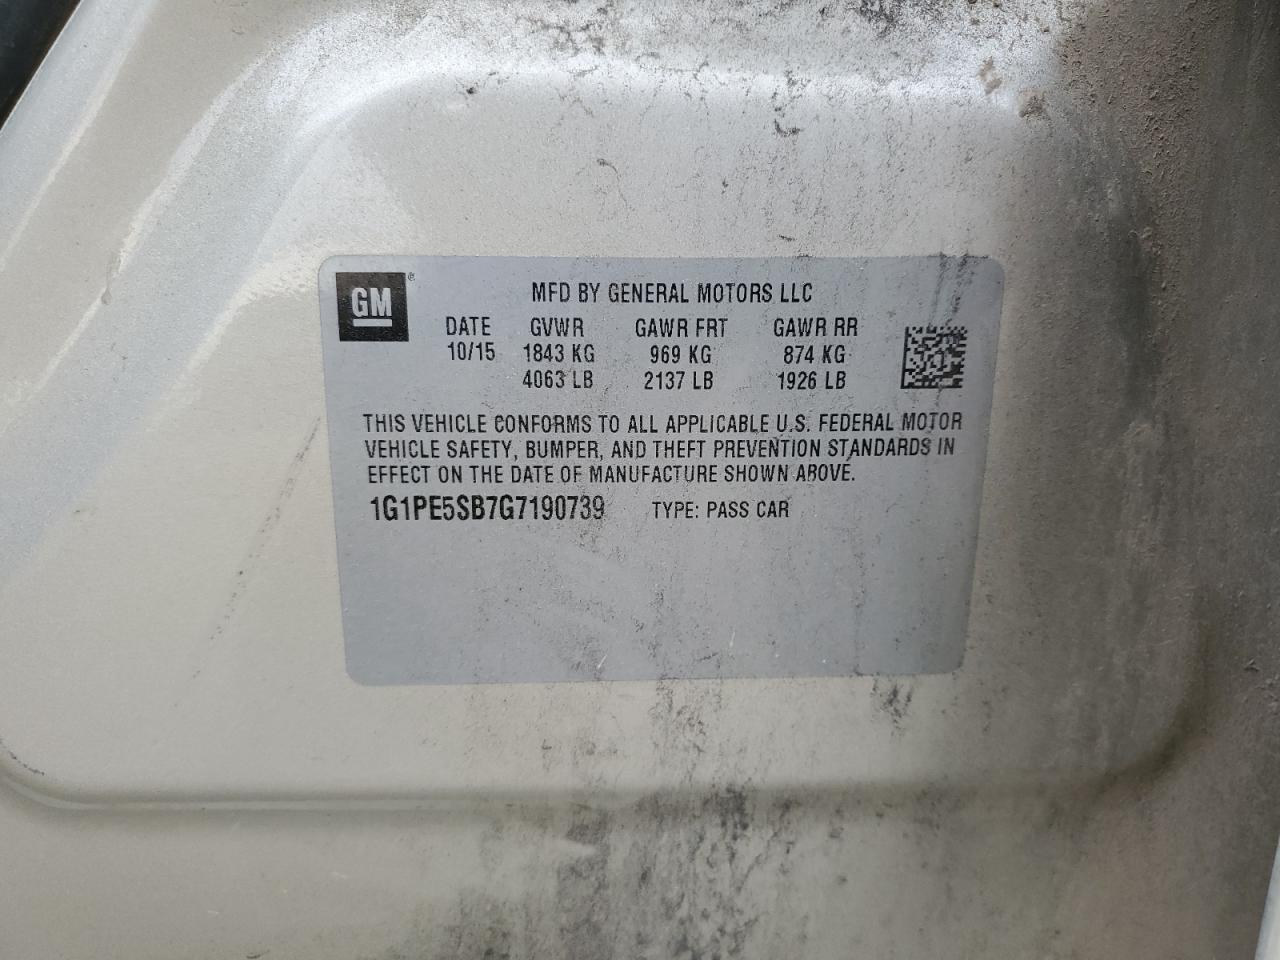 GM ®
MFD BY GENERAL MOTORS LLC
DATE GVWR GAWR FRT GAWR RR
10/15 1843 KG 969 KG 874 KG
4063 LB 2137 LB 1926 LB
THIS VEHICLE CONFORMS TO ALL APPLICABLE U.S. FEDERAL MOTOR
VEHICLE SAFETY, BUMPER, AND THEFT PREVENTION STANDARDS IN
EFFECT ON THE DATE OF MANUFACTURE SHOWN ABOVE.
1G1PE5SB7G7190739 TYPE: PASS CAR